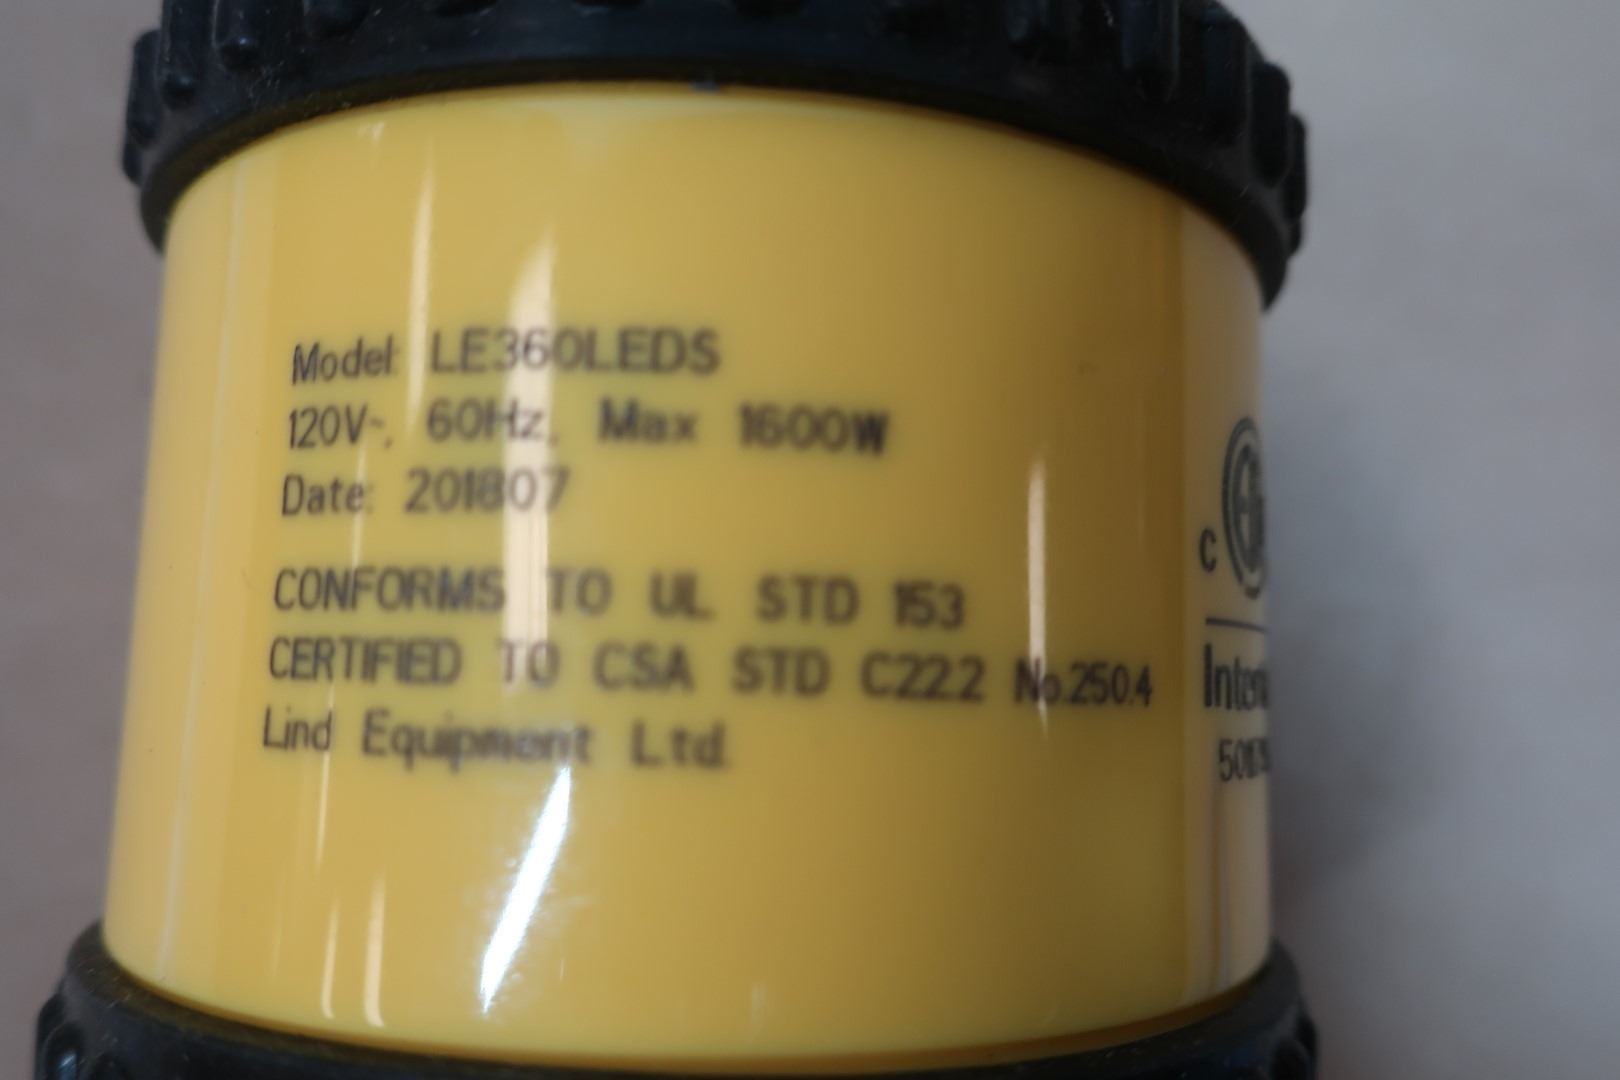 Model: LE360LEDS
120V~, 60Hz, Max 1600W
Date: 201807
CONFORMS TO UL STD 153
CERTIFIED TO CSA STD C22.2 No.250.4
Lind Equipment Ltd.
C